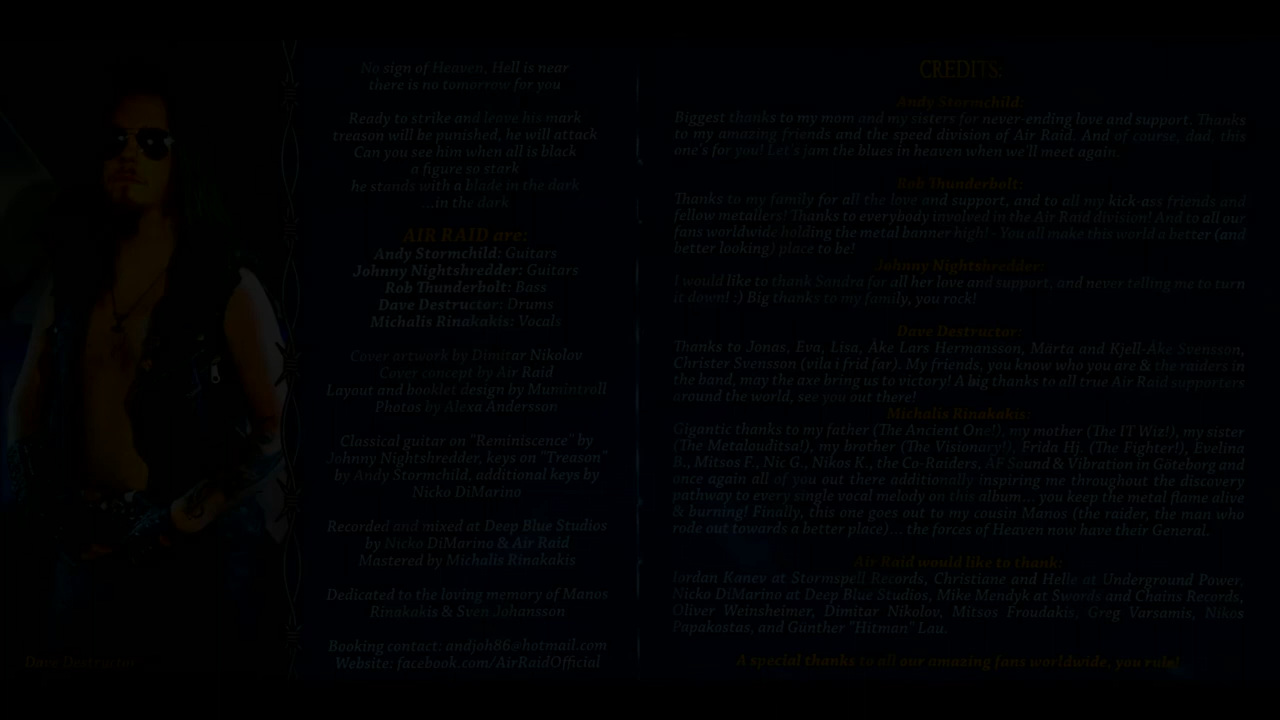 No sign of Heaven, Hell is near
there is no tomorrow for you
Ready to strike and leave his mark
treason will be punished, he will attack
Can you see him when all is black
a figure so stark
he stands with a blade in the dark
...in the dark
AIR RAID are:
Andy Stormchild: Guitars
Johnny Nightshredder: Guitars
Rob Thunderbolt: Bass
Dave Destructor: Drums
Michalis Rinakakis: Vocals
Cover artwork by Dimitar Nikolov
Cover concept by Air Raid
Layout and booklet design by Mumintroll
Photos by Alexa Andersson
Classical guitar on "Reminiscence" by
Johnny Nightshredder, keys on "Treason"
by Andy Stormchild, additional keys by
Nicko DiMarino
Recorded and mixed at Deep Blue Studios
by Nicko DiMarino & Air Raid
Mastered by Michalis Rinakakis
Dedicated to the loving memory of Manos
Rinakakis & Sven Johansson
Booking contact: andjoh86@hotmail.com
Website: facebook.com/AirRaidOfficial
Dave Destructor
CREDITS:
Andy Stormchild:
Biggest thanks to my mom and my sisters for never-ending love and support. Thanks
to my amazing friends and the speed division of Air Raid. And of course, dad, this
one's for you! Let's jam the blues in heaven when we'll meet again.
Rob Thunderbolt:
Thanks to my family for all the love and support, and to all my kick-ass friends and
fellow metallers! Thanks to everybody involved in the Air Raid division! And to all our
fans worldwide holding the metal banner high! - You all make this world a better (and
better looking) place to be!
Johnny Nightshredder:
I would like to thank Sandra for all her love and support, and never telling me to turn
it down! :) Big thanks to my family, you rock!
Dave Destructor:
Thanks to Jonas, Eva, Lisa, Åke Lars Hermansson, Märta and Kjell-Åke Svensson,
Christer Svensson (vila i frid far). My friends, you know who you are & the raiders in
the band, may the axe bring us to victory! A big thanks to all true Air Raid supporters
around the world, see you out there!
Michalis Rinakakis:
Gigantic thanks to my father (The Ancient One!), my mother (The IT Wiz!), my sister
(The Metalouditsa!), my brother (The Visionary!), Frida Hj. (The Fighter!), Evelina
B., Mitsos F., Nic G., Nikos K., the Co-Raiders, ÅF Sound & Vibration in Göteborg and
once again all of you out there additionally inspiring me throughout the discovery
pathway to every single vocal melody on this album... you keep the metal flame alive
& burning! Finally, this one goes out to my cousin Manos (the raider, the man who
rode out towards a better place)... the forces of Heaven now have their General.
Air Raid would like to thank:
Iordan Kanev at Stormspell Records, Christiane and Helle at Underground Power,
Nicko DiMarino at Deep Blue Studios, Mike Mendyk at Swords and Chains Records,
Oliver Weinsheimer, Dimitar Nikolov, Mitsos Froudakis, Greg Varsamis, Nikos
Papakostas, and Günther "Hitman" Lau.
A special thanks to all our amazing fans worldwide, you rule!